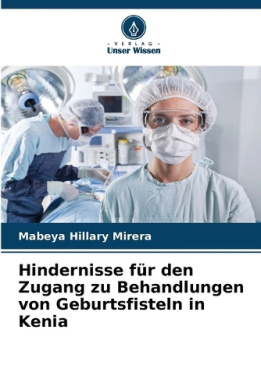 VERLAG
Unser Wissen
Mabeya Hillary Mirera
Hindernisse für den
Zugang zu Behandlungen
von Geburtsfisteln in
Kenia